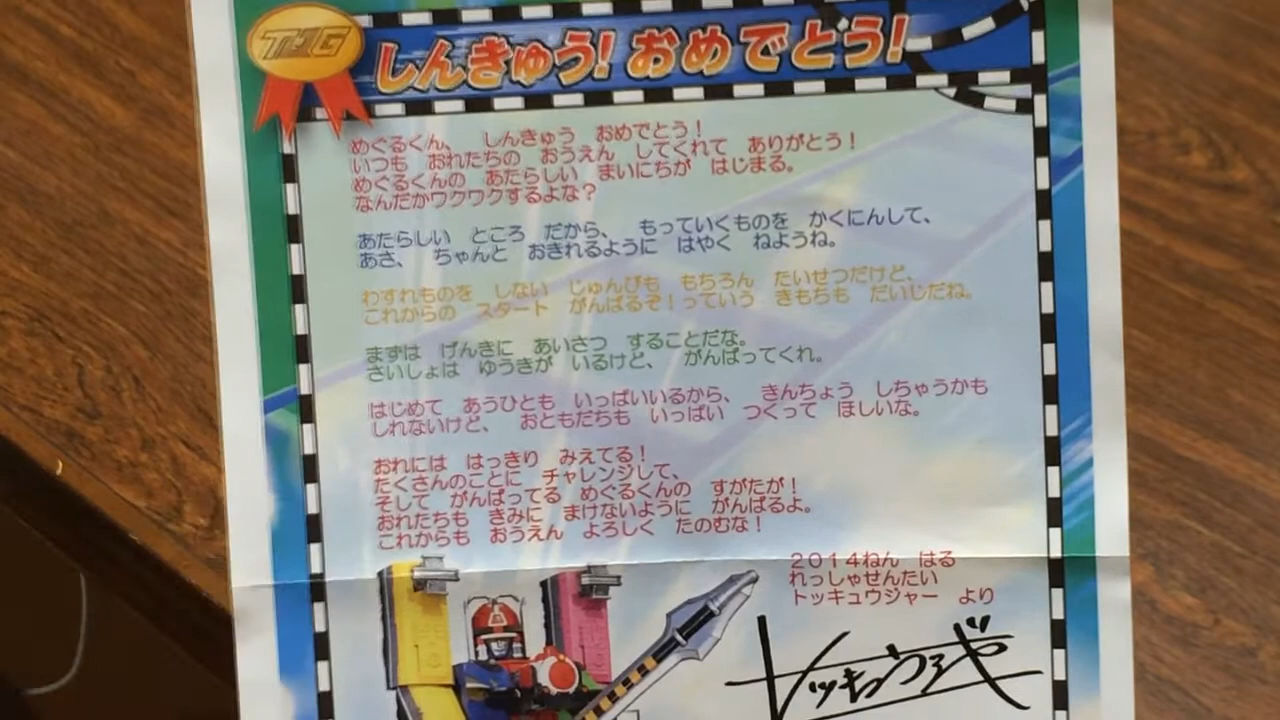 TMG
しんきゅう！おめでとう！
めぐるくん、　しんきゅう　おめでとう！
いつも　おれたちの　おうえん　してくれて　ありがとう！
めぐるくんの　あたらしい　まいにちが　はじまる。
なんだかワクワクするよな？
あたらしい　ところ　だから、　もっていくものを　かくにんして、
あさ、　ちゃんと　おきれるように　はやく　ねようね。
わすれものを　しない　じゅんびも　もちろん　たいせつだけど、
これからの　スタート　がんばるぞ！っていう　きもちも　だいじだね。
まずは　げんきに　あいさつ　することだな。
さいしょは　ゆうきが　いるけど、　がんばってくれ。
はじめて　あうひとも　いっぱいいるから、　きんちょう　しちゃうかも
しれないけど、　おともだちも　いっぱい　つくって　ほしいな。
おれには　はっきり　みえてる！
たくさんのことに　チャレンジして、
そして　がんばってる　めぐるくんの　すがたが！
おれたちも　きみに　まけないように　がんばるよ。
これからも　おうえん　よろしく　たのむな！
２０１４ねん　はる
れっしゃせんたい
トッキュウジャー　より
トッキュウジャー